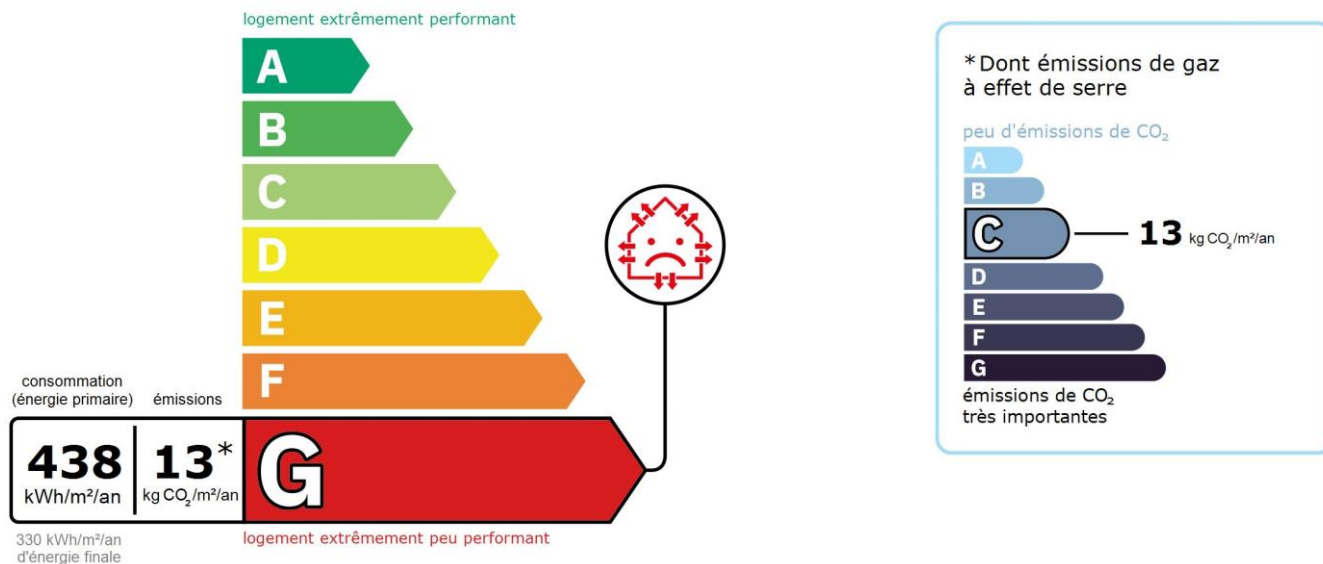 logement extrêmement performant
A
B
C
D
E
F
consommation
(énergie primaire)
émissions
438
kWh/m²/an
13*
kg CO₂/m²/an
G
330 kWh/m²/an
d'énergie finale
logement extrêmement peu performant
*Dont émissions de gaz
à effet de serre
peu d'émissions de CO₂
A
B
C
13 kg CO₂/m²/an
D
E
F
G
émissions de CO₂
très importantes